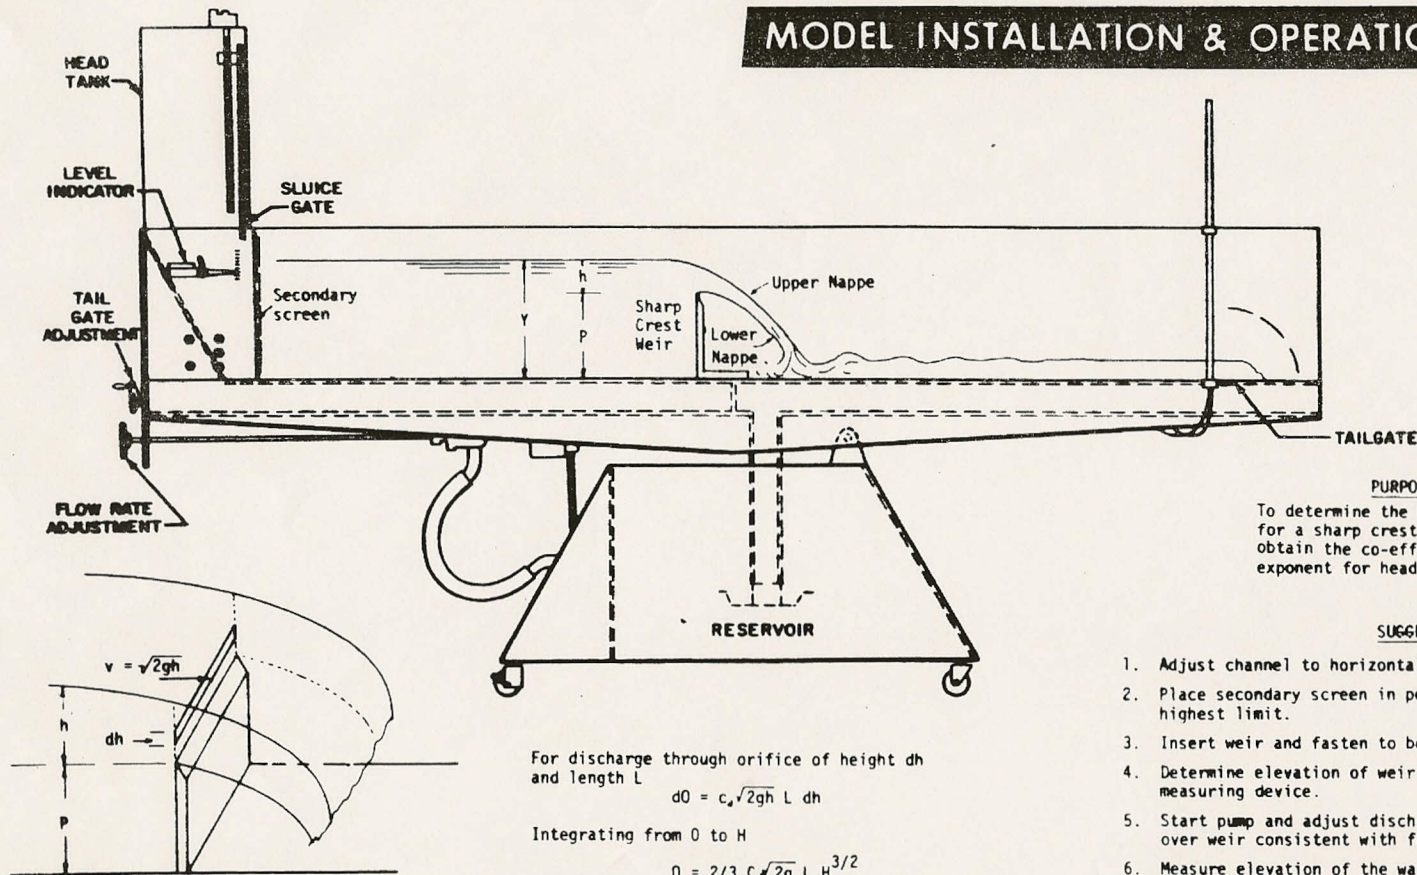 MODEL INSTALLATION & OPERATIO
HEAD
TANK
LEVEL
INDICATOR
SLUICE
GATE
TAIL
GATE
ADJUSTMENT
Secondary
screen
Y
h
P
Sharp
Crest
Weir
Lower
Nappe
Upper Nappe
TAILGATE
FLOW RATE
ADJUSTMENT
RESERVOIR
v = √2gh
h
dh
P
For discharge through orifice of height dh
and length L
dQ = c_d √2gh L dh
Integrating from 0 to H
Q = 2/3 C √2g L H^3/2
PURPO
To determine the
for a sharp crest
obtain the co-eff
exponent for head
SUGGE
1. Adjust channel to horizonta
2. Place secondary screen in po
highest limit.
3. Insert weir and fasten to b
4. Determine elevation of weir
measuring device.
5. Start pump and adjust disch
over weir consistent with f
6. Measure elevation of the wa